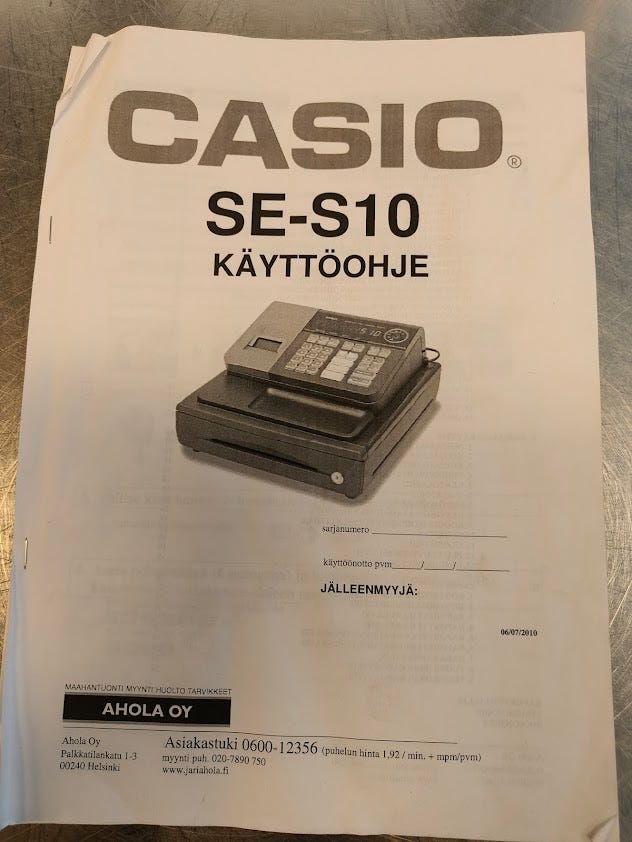 CASIO®
SE-S10
KÄYTTÖOHJE
S 10
sarjanumero
käyttöönotto pvm / /
JÄLLEENMYYJÄ:
06/07/2010
MAAHANTUONTI MYYNTI HUOLTO TARVIKKEET
AHOLA OY
Ahola Oy
Palkkatilankatu 1-3
00240 Helsinki
Asiakastuki 0600-12356 (puhelun hinta 1,92 / min. + mpm/pvm)
myynti puh. 020-7890 750
www.jariahola.fi